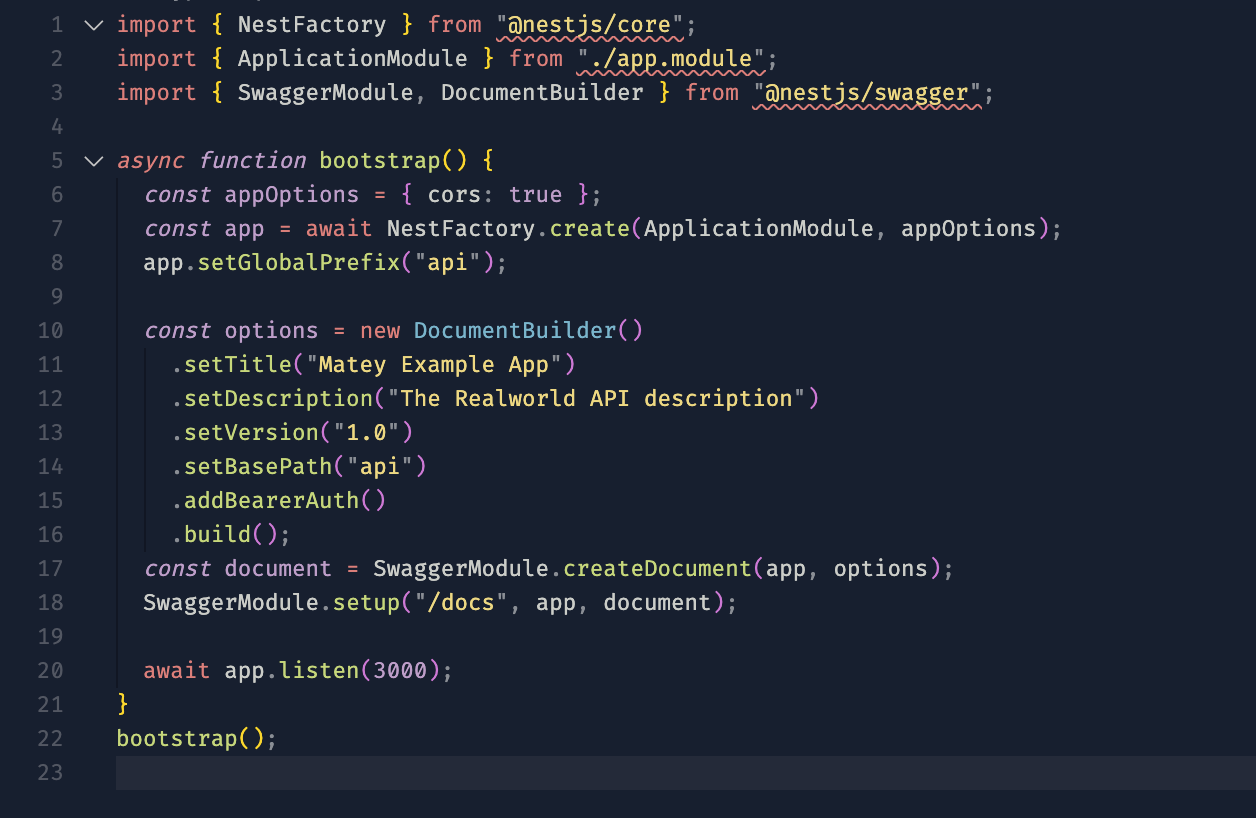 1 import { NestFactory } from "@nestjs/core";
2 import { ApplicationModule } from "./app.module";
3 import { SwaggerModule, DocumentBuilder } from "@nestjs/swagger";
4
5 async function bootstrap() {
6   const appOptions = { cors: true };
7   const app = await NestFactory.create(ApplicationModule, appOptions);
8   app.setGlobalPrefix("api");
9
10   const options = new DocumentBuilder()
11     .setTitle("Matey Example App")
12     .setDescription("The Realworld API description")
13     .setVersion("1.0")
14     .setBasePath("api")
15     .addBearerAuth()
16     .build();
17   const document = SwaggerModule.createDocument(app, options);
18   SwaggerModule.setup("/docs", app, document);
19
20   await app.listen(3000);
21 }
22 bootstrap();
23